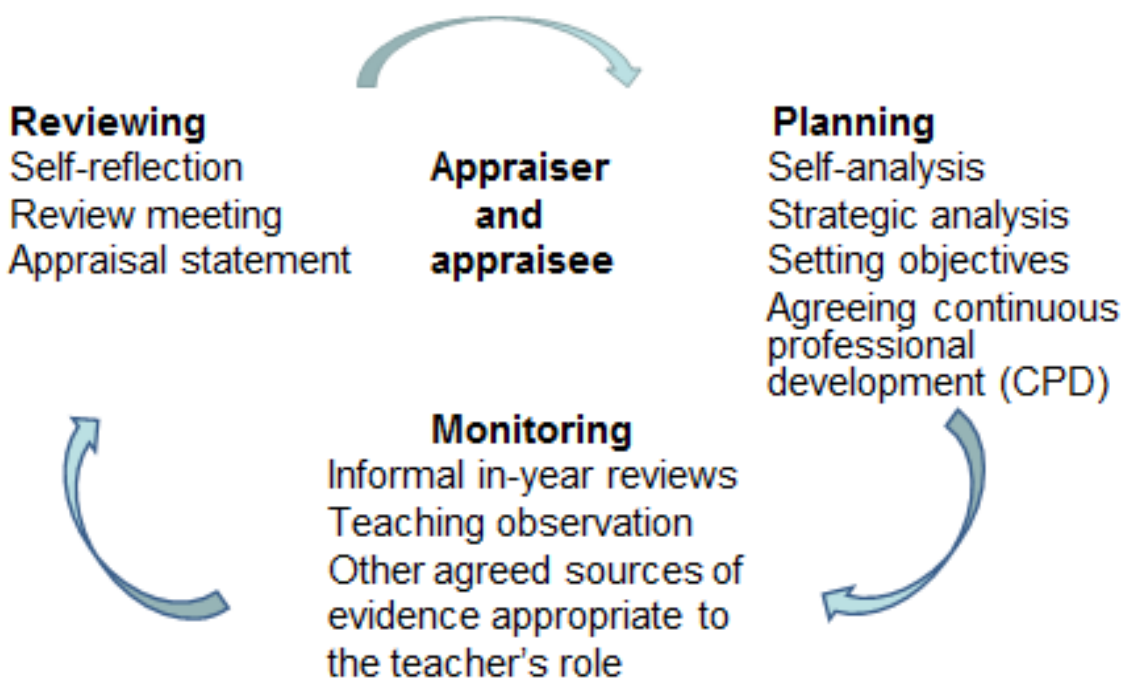 Reviewing
Self-reflection
Review meeting
Appraisal statement
Appraiser
and
appraisee
Planning
Self-analysis
Strategic analysis
Setting objectives
Agreeing continuous
professional
development (CPD)
Monitoring
Informal in-year reviews
Teaching observation
Other agreed sources of
evidence appropriate to
the teacher’s role